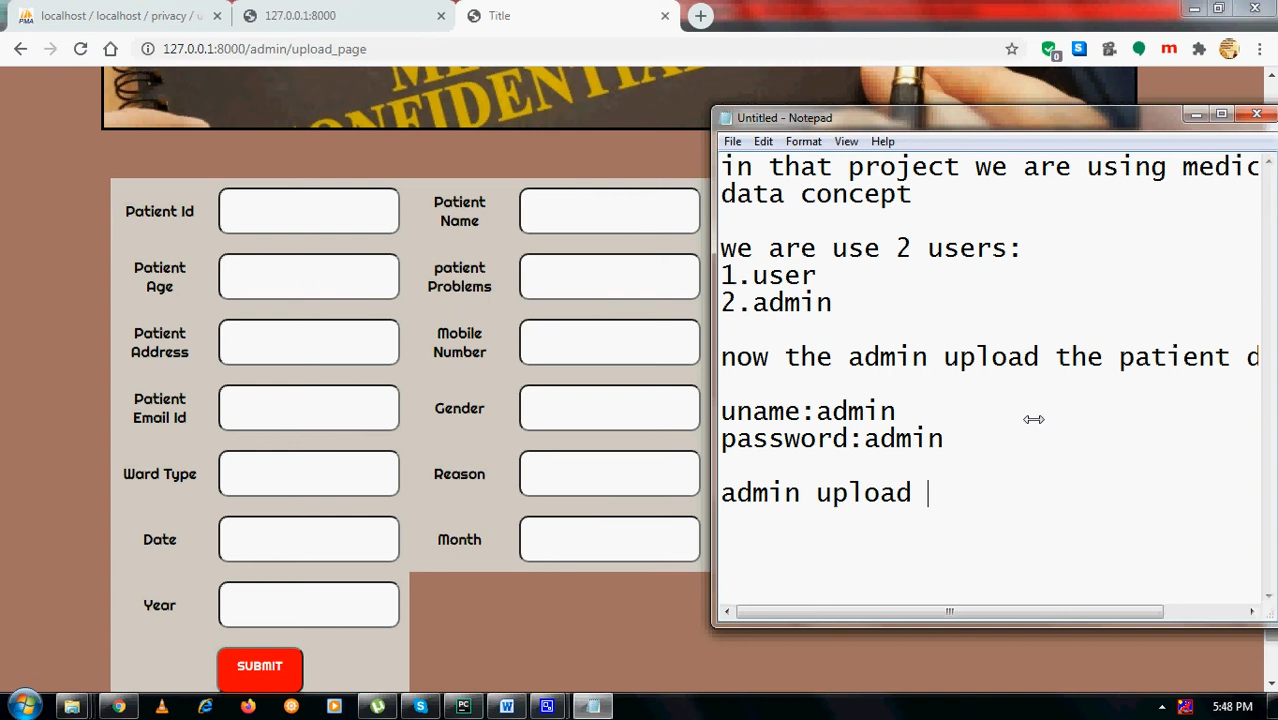 localhost / localhost / privacy / u
127.0.0.1:8000
Title
127.0.0.1:8000/admin/upload_page
CONFIDENTIAL
Untitled - Notepad
File Edit Format View Help
in that project we are using medic
data concept
we are use 2 users:
1.user
2.admin
now the admin upload the patient d
uname:admin
password:admin
admin upload
Patient Id
Patient
Name
Patient
Age
patient
Problems
Patient
Address
Mobile
Number
Patient
Email Id
Gender
Ward Type
Reason
Date
Month
Year
SUBMIT
5:48 PM